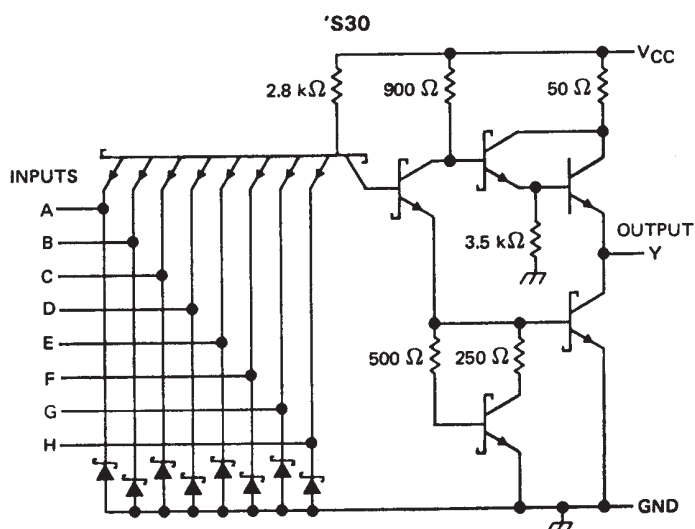 'S30
VCC
2.8 kΩ
900 Ω
50 Ω
INPUTS
A
B
C
D
E
F
G
H
3.5 kΩ
OUTPUT
Y
500 Ω
250 Ω
GND